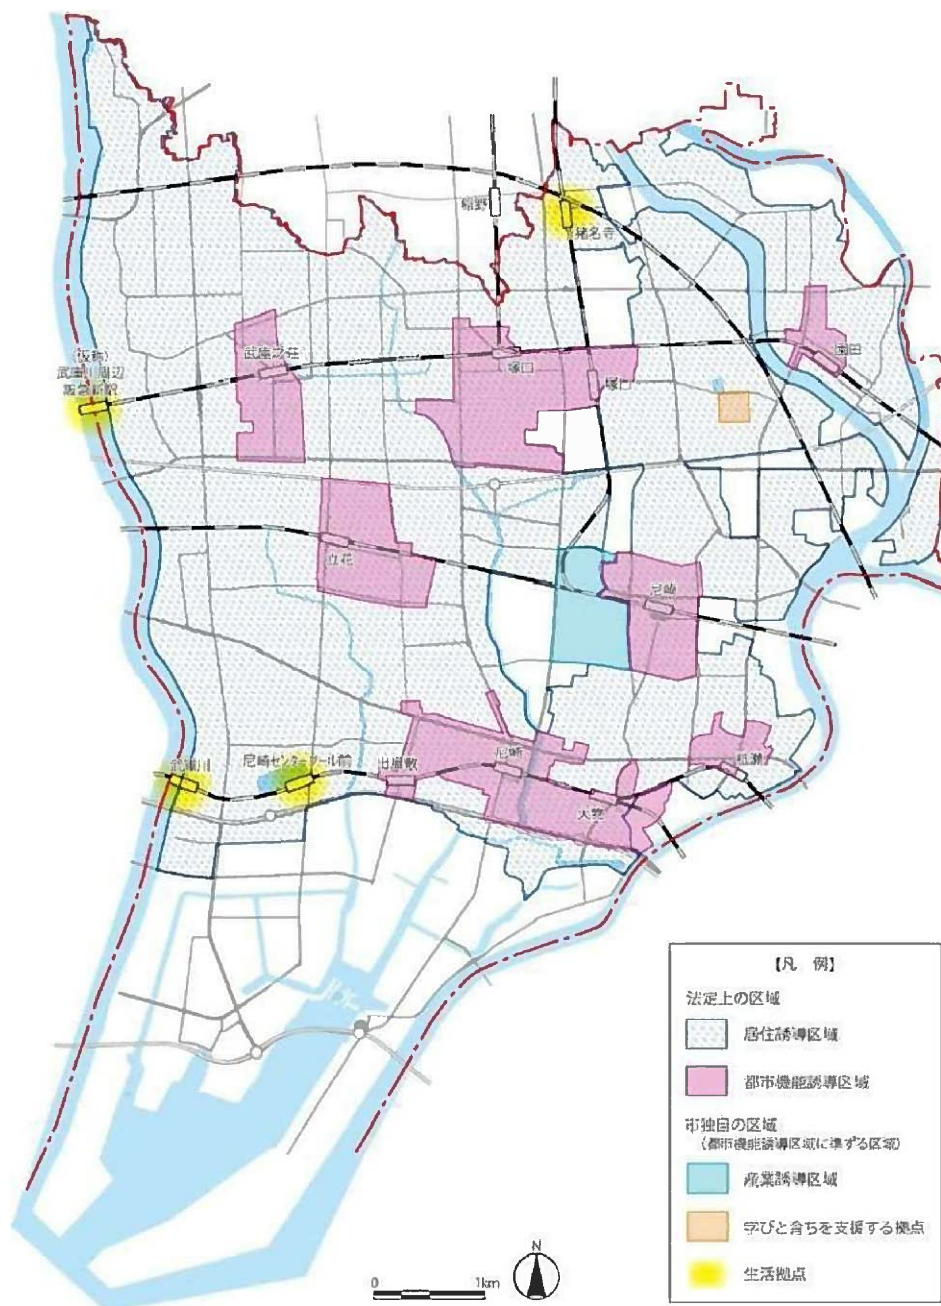 稲野
猪名寺
(仮称)
武庫川周辺
阪急新駅
武庫之荘
塚口
塚口
園田
立花
尼崎
武庫川
尼崎センタープール前
出屋敷
尼崎
大物
杭瀬
【凡 例】
法定上の区域
居住誘導区域
都市機能誘導区域
市独自の区域
(都市機能誘導区域に準ずる区域)
産業誘導区域
学びと育ちを支援する拠点
生活拠点
0 1km
N